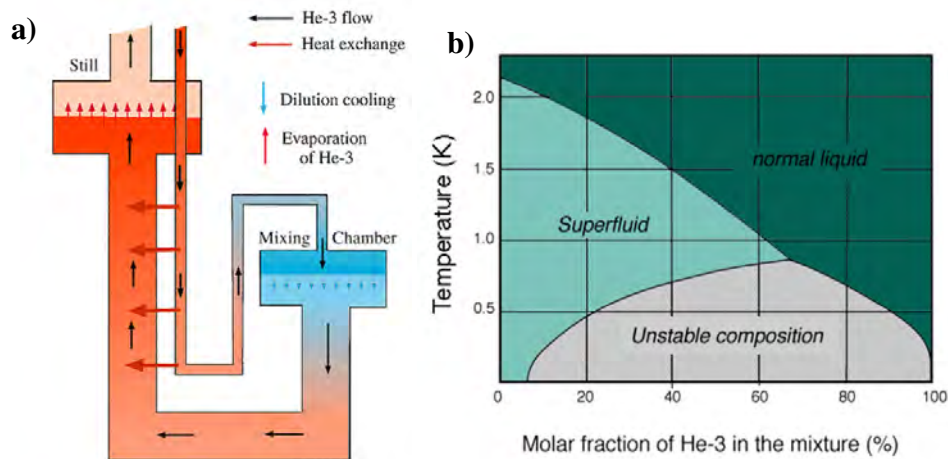 a)
He-3 flow
Heat exchange
Still
Dilution cooling
Evaporation
of He-3
Mixing Chamber
b)
Temperature (K)
2.0
1.5
1.0
0.5
normal liquid
Superfluid
Unstable composition
0 20 40 60 80 100
Molar fraction of He-3 in the mixture (%)